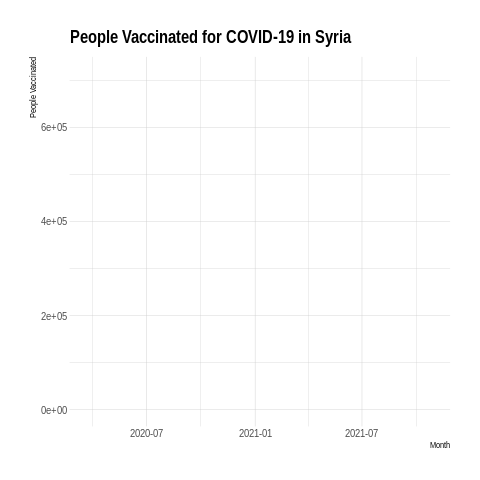 People Vaccinated for COVID-19 in Syria
People Vaccinated
6e+05
4e+05
2e+05
0e+00
2020-07
2021-01
2021-07
Month